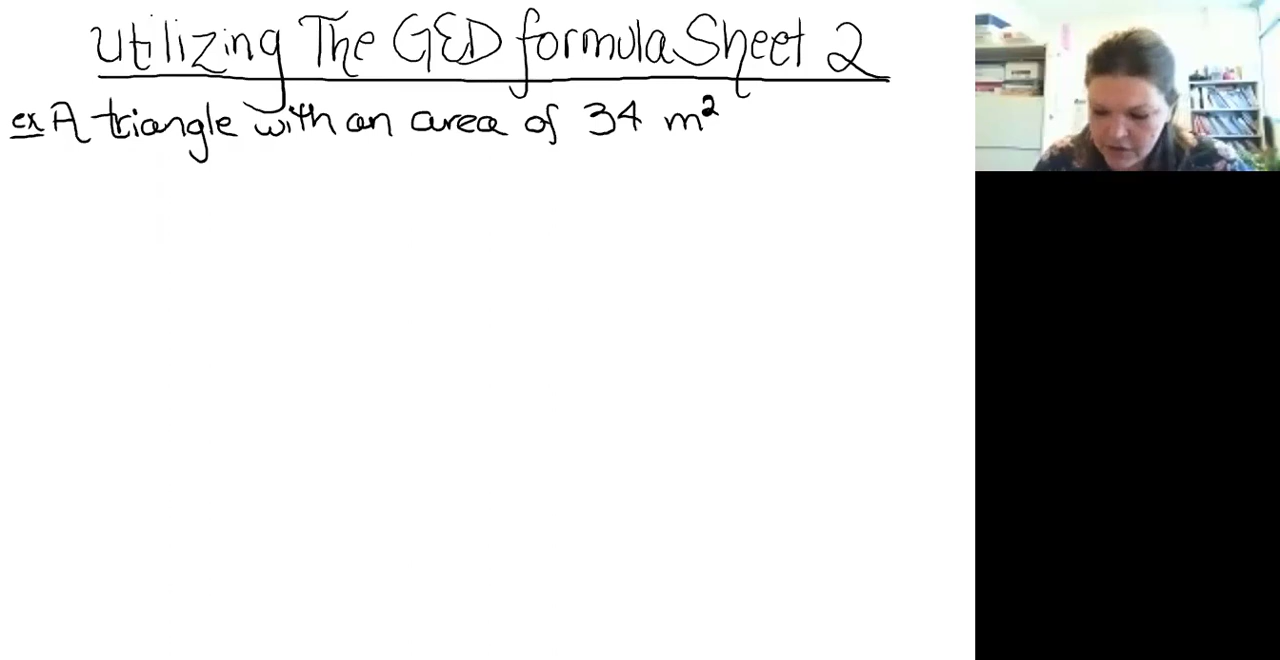 Utilizing The GED formula Sheet 2
ex A triangle with an area of 34 m²